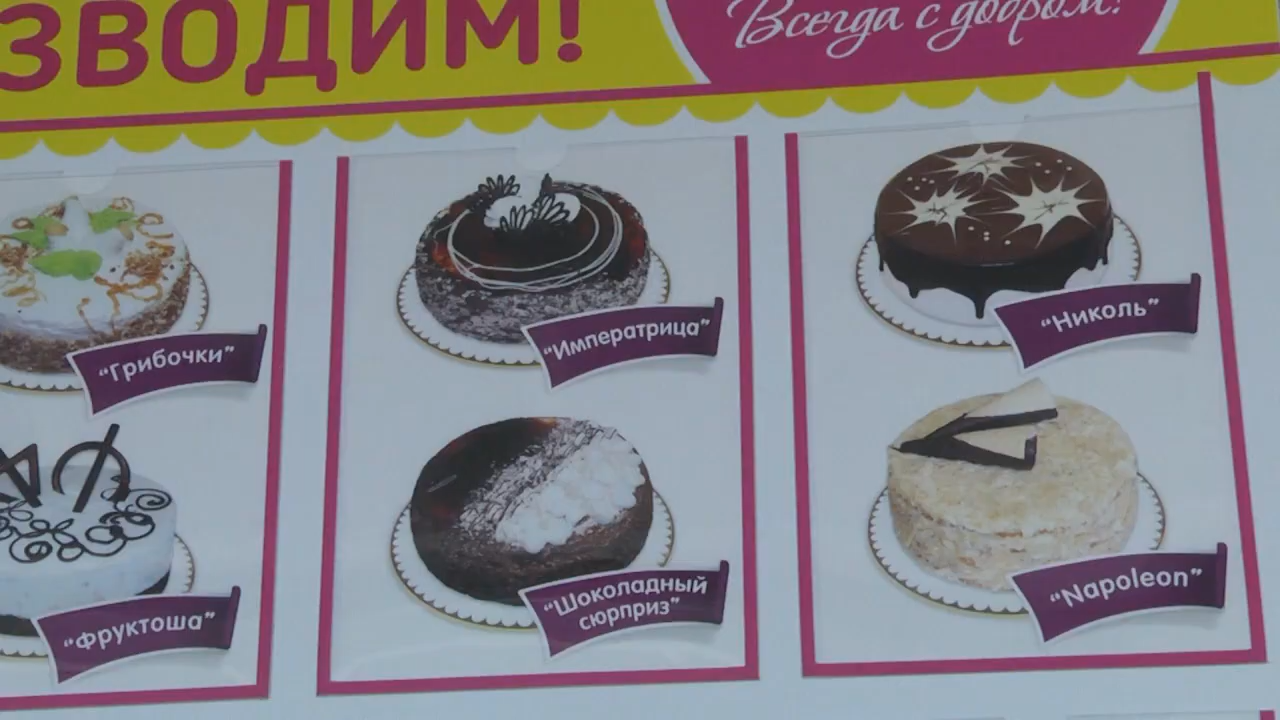 ЗВОДИМ!
Всегда с добром!
“Грибочки”
“Императрица”
“Николь”
“Фруктоша”
“Шоколадный
сюрприз”
“Napoleon”